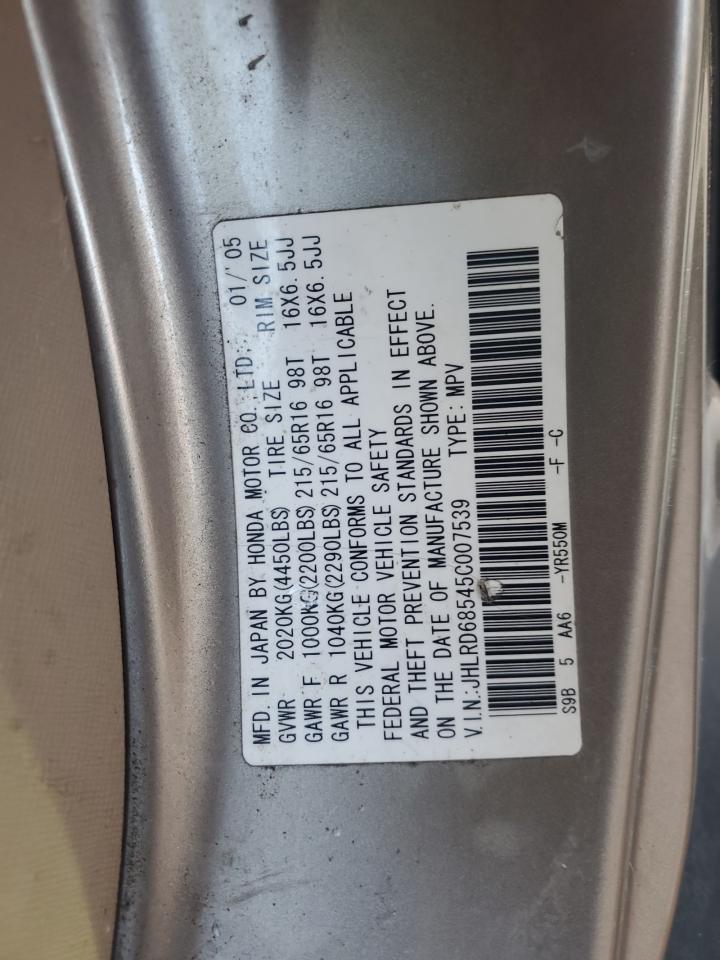 MFD. IN JAPAN BY HONDA MOTOR CO., LTD. 01/'05
GVWR 2020KG(4450LBS) TIRE SIZE RIM SIZE
GAWR F 1000KG(2200LBS) 215/65R16 98T 16X6.5JJ
GAWR R 1040KG(2290LBS) 215/65R16 98T 16X6.5JJ
THIS VEHICLE CONFORMS TO ALL APPLICABLE
FEDERAL MOTOR VEHICLE SAFETY
AND THEFT PREVENTION STANDARDS IN EFFECT
ON THE DATE OF MANUFACTURE SHOWN ABOVE.
V.I.N.:JHLRD68545C007539 TYPE: MPV
S9B 5 AA6 -YR550M -F -C